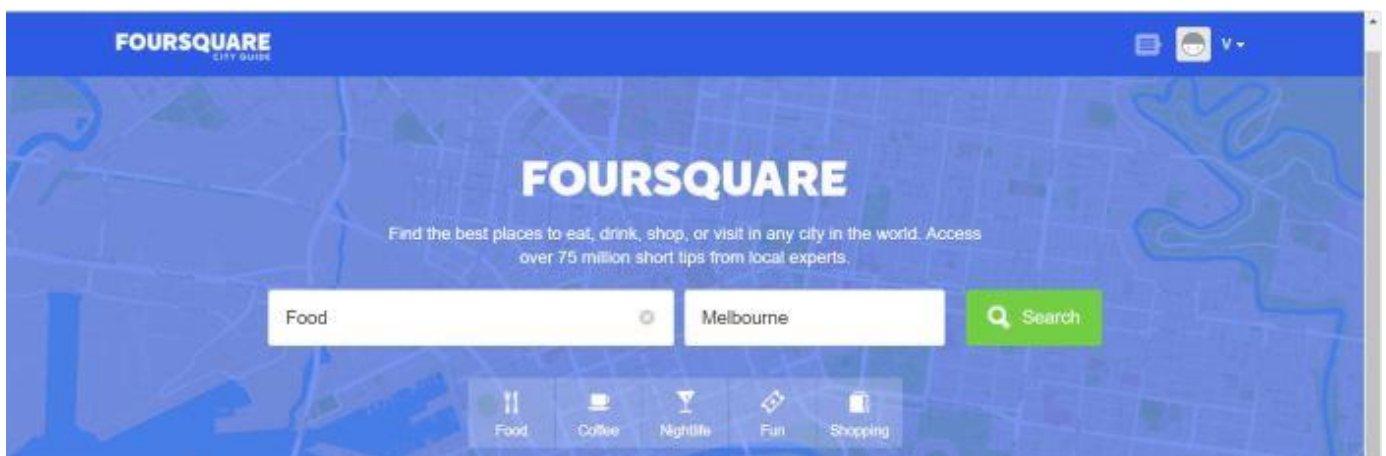 FOURSQUARE
CITY GUIDE
V
FOURSQUARE
Find the best places to eat, drink, shop, or visit in any city in the world. Access
over 75 million short tips from local experts.
Food
Melbourne
Search
Food
Coffee
Nightlife
Fun
Shopping